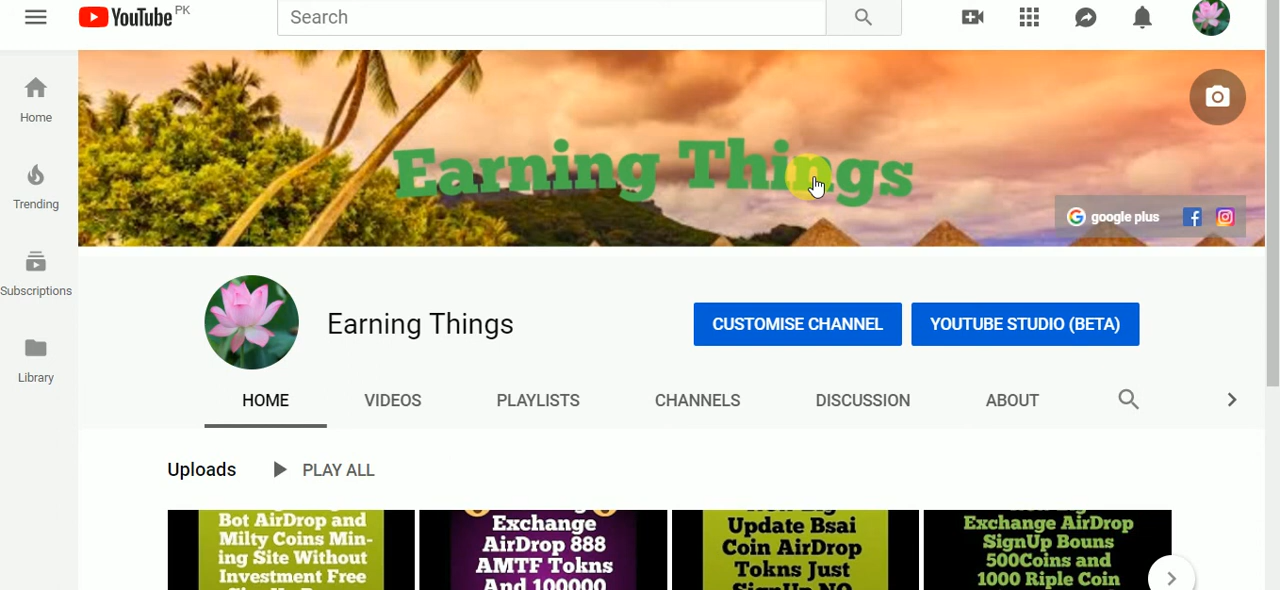 YouTube PK
Search
Home
Trending
Subscriptions
Library
Earning Things
google plus
Earning Things
CUSTOMISE CHANNEL
YOUTUBE STUDIO (BETA)
HOME
VIDEOS
PLAYLISTS
CHANNELS
DISCUSSION
ABOUT
Uploads
PLAY ALL
Bot AirDrop and
Milty Coins Min-
ing Site Without
Investment Free
Exchange
AirDrop 888
AMTF Tokns
And 100000
Update Bsai
Coin AirDrop
Tokns Just
SignUp NO
Exchange AirDrop
SignUp Bouns
500Coins and
1000 Riple Coin